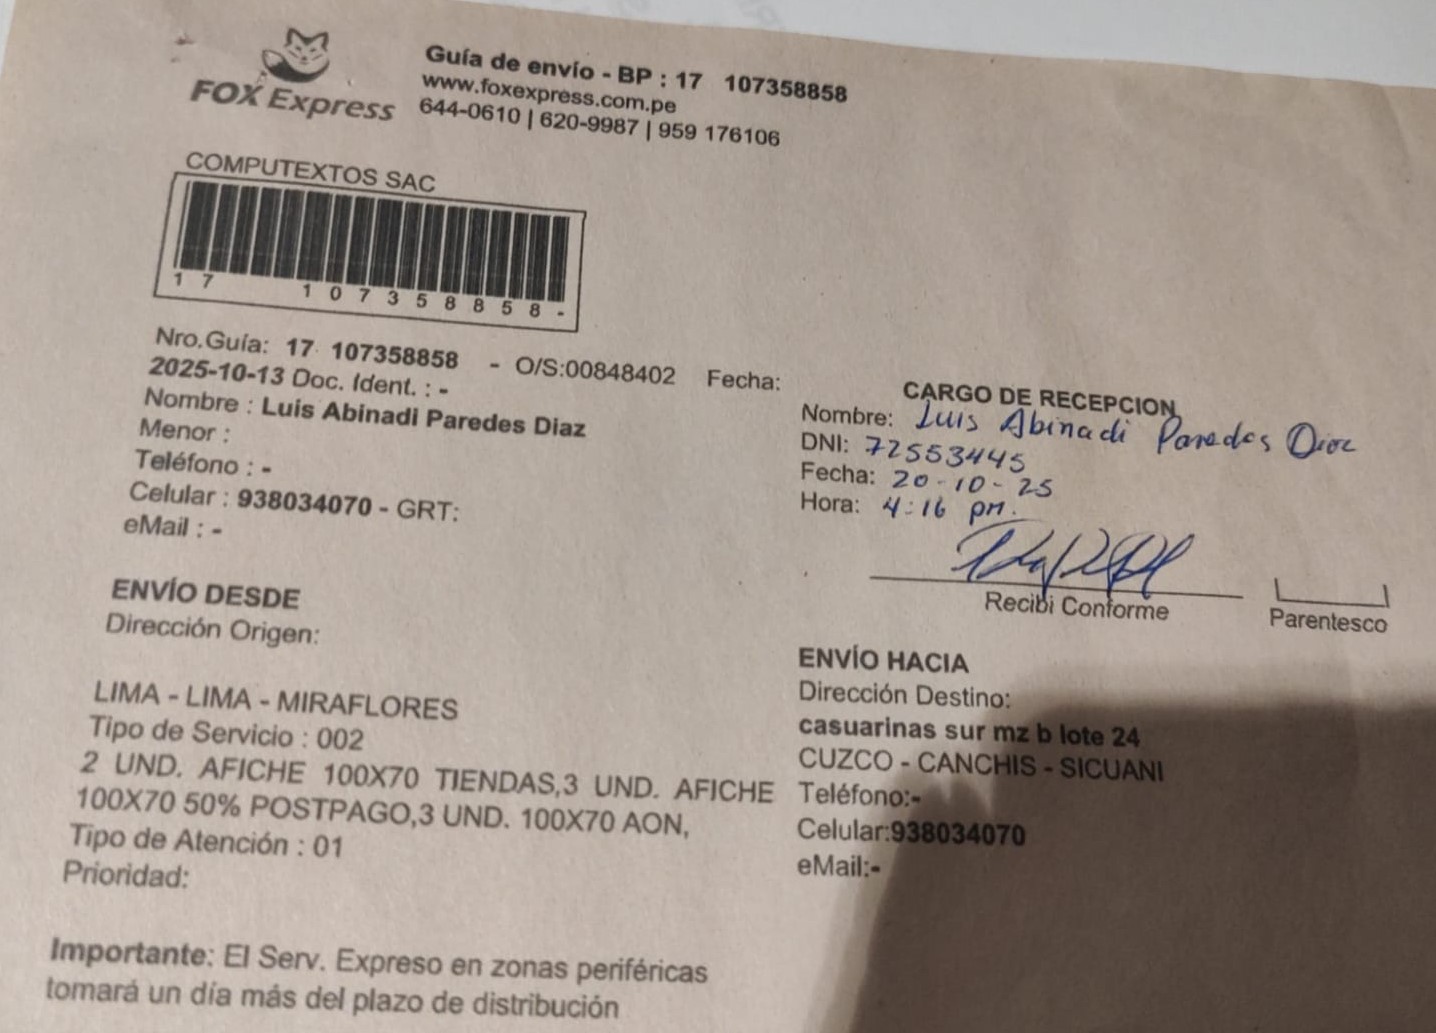 FOX Express
Guía de envío - BP : 17 107358858
www.foxexpress.com.pe
644-0610 | 620-9987 | 959 176106
COMPUTEXTOS SAC
17 107358858-
Nro.Guía: 17 107358858 - O/S:00848402 Fecha:
2025-10-13 Doc. Ident. : -
Nombre : Luis Abinadi Paredes Diaz
Menor :
Teléfono : -
Celular : 938034070 - GRT:
eMail : -
ENVÍO DESDE
Dirección Origen:
LIMA - LIMA - MIRAFLORES
Tipo de Servicio : 002
2 UND. AFICHE 100X70 TIENDAS,3 UND. AFICHE
100X70 50% POSTPAGO,3 UND. 100X70 AON,
Tipo de Atención : 01
Prioridad:
Importante: El Serv. Expreso en zonas periféricas
tomará un día más del plazo de distribución
CARGO DE RECEPCION
Nombre: Luis Abinadi Paredes Diaz
DNI: 72553445
Fecha: 20-10-25
Hora: 4:16 pm.
Recibi Conforme
Parentesco
ENVÍO HACIA
Dirección Destino:
casuarinas sur mz b lote 24
CUZCO - CANCHIS - SICUANI
Teléfono:-
Celular:938034070
eMail:-